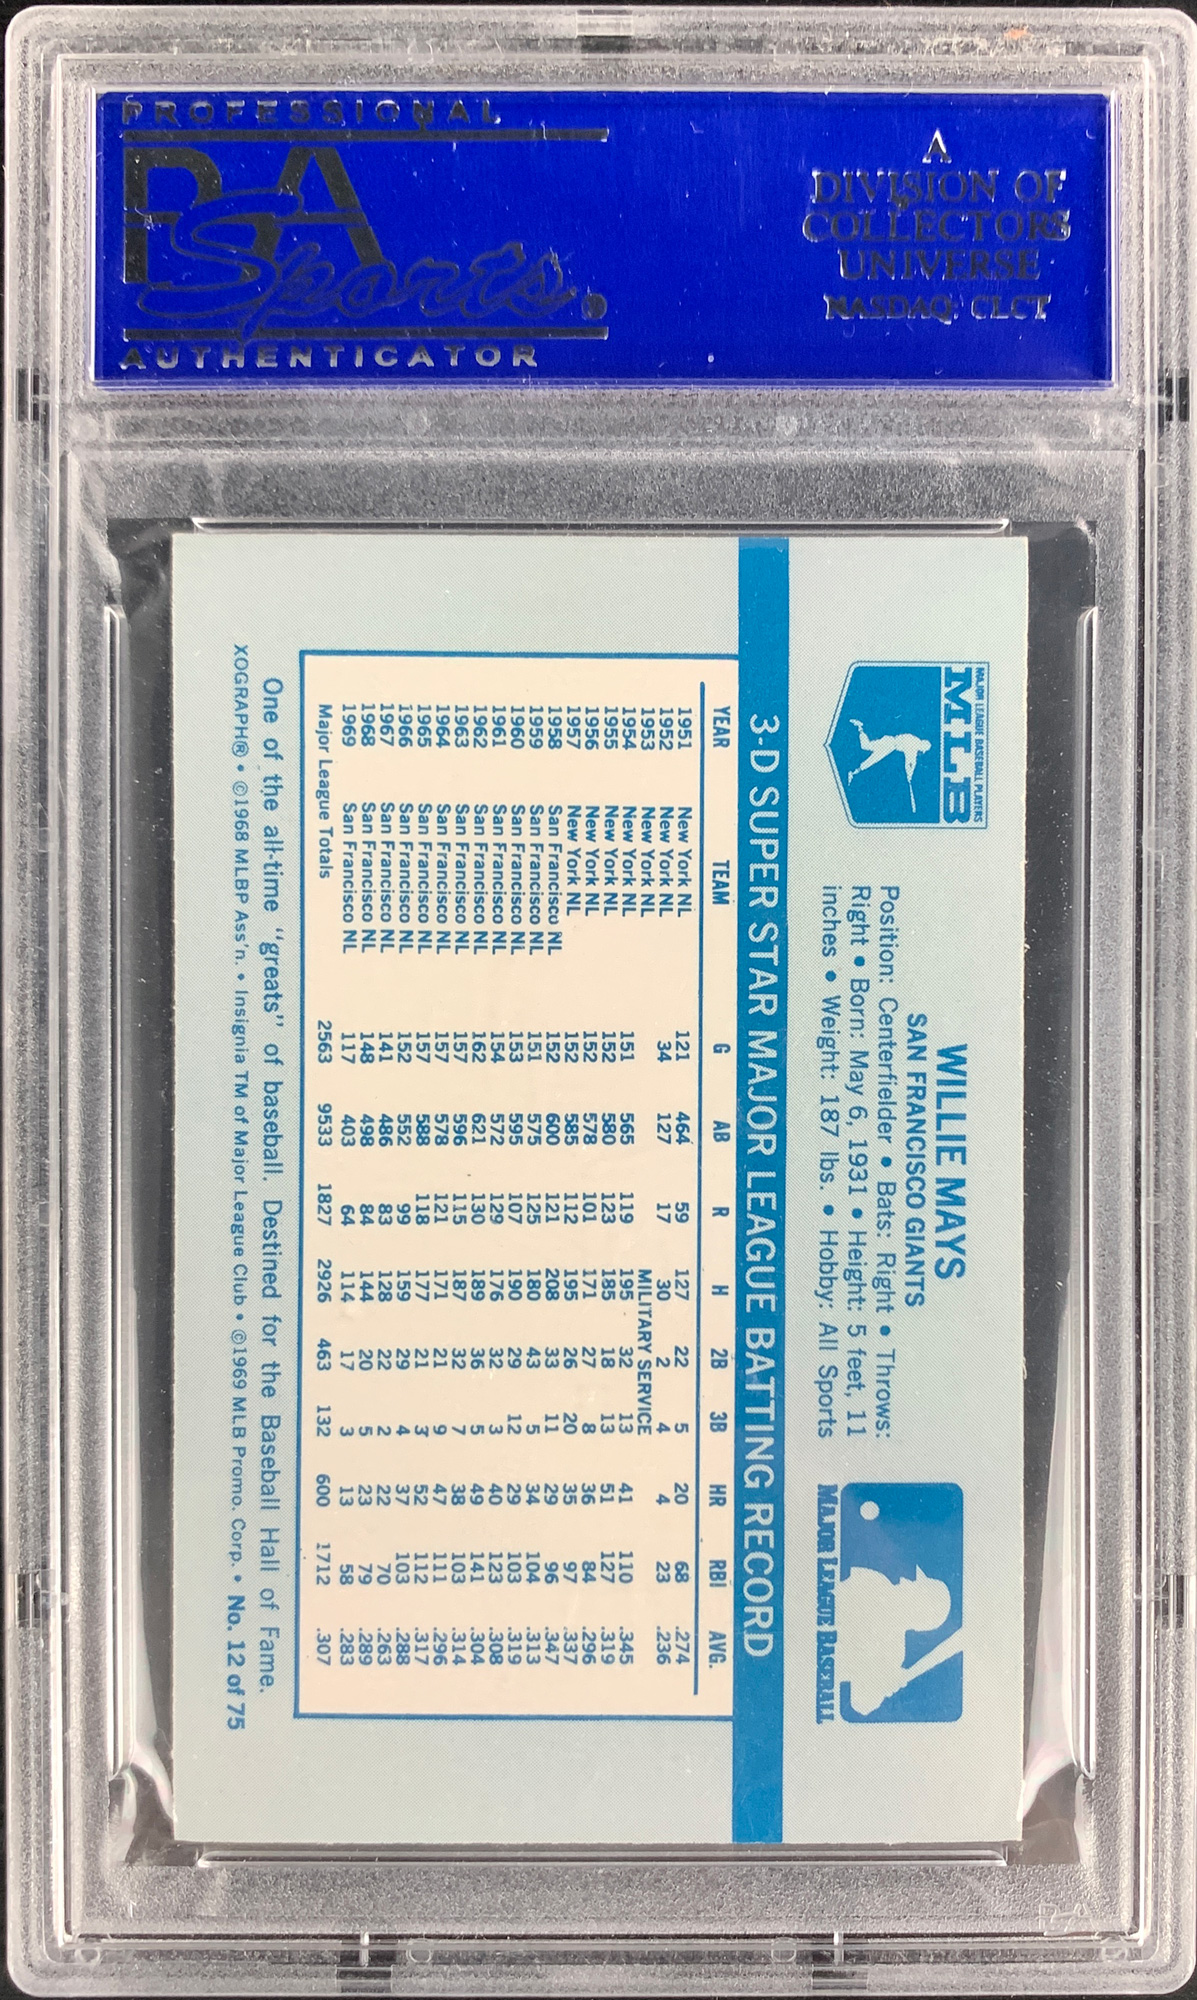 PROFESSIONAL
PSA
Sports
AUTHENTICATOR
A
DIVISION OF
COLLECTORS
UNIVERSE
NASDAQ: CLCT
MAJOR LEAGUE BASEBALL PLAYERS
MLB
WILLIE MAYS
SAN FRANCISCO GIANTS
Position: Centerfielder • Bats: Right • Throws:
Right • Born: May 6, 1931 • Height: 5 feet, 11
inches • Weight: 187 lbs. • Hobby: All Sports
MAJOR LEAGUE BASEBALL
3-D SUPER STAR MAJOR LEAGUE BATTING RECORD
YEAR TEAM G AB R H 2B 3B HR RBI AVG.
1951 New York NL 121 464 59 127 22 5 20 68 .274
1952 New York NL 34 127 17 30 2 4 4 23 .236
1953 New York NL MILITARY SERVICE
1954 New York NL 151 565 119 195 32 13 41 110 .345
1955 New York NL 152 580 123 185 18 13 51 127 .319
1956 New York NL 152 578 101 171 27 8 36 84 .296
1957 New York NL 152 585 112 195 26 20 35 97 .337
1958 San Francisco NL 152 600 121 208 33 11 29 96 .347
1959 San Francisco NL 151 575 125 180 43 5 34 104 .313
1960 San Francisco NL 153 595 107 190 29 12 29 103 .319
1961 San Francisco NL 154 572 129 176 32 3 40 123 .308
1962 San Francisco NL 162 621 130 189 36 5 49 141 .304
1963 San Francisco NL 157 596 115 187 32 7 38 103 .314
1964 San Francisco NL 157 578 121 171 21 9 47 111 .296
1965 San Francisco NL 157 588 118 177 21 3 52 112 .317
1966 San Francisco NL 152 552 99 159 29 4 37 103 .288
1967 San Francisco NL 141 486 83 128 22 2 22 70 .263
1968 San Francisco NL 148 498 84 144 20 5 23 79 .289
1969 San Francisco NL 117 403 64 114 17 3 13 58 .283
Major League Totals 2563 9533 1827 2926 463 132 600 1712 .307
One of the all-time "greats" of baseball. Destined for the Baseball Hall of Fame.
XOGRAPH® • ©1968 MLBP Ass'n. • Insignia TM of Major League Club • ©1969 MLB Promo. Corp. • No. 12 of 75
PSA